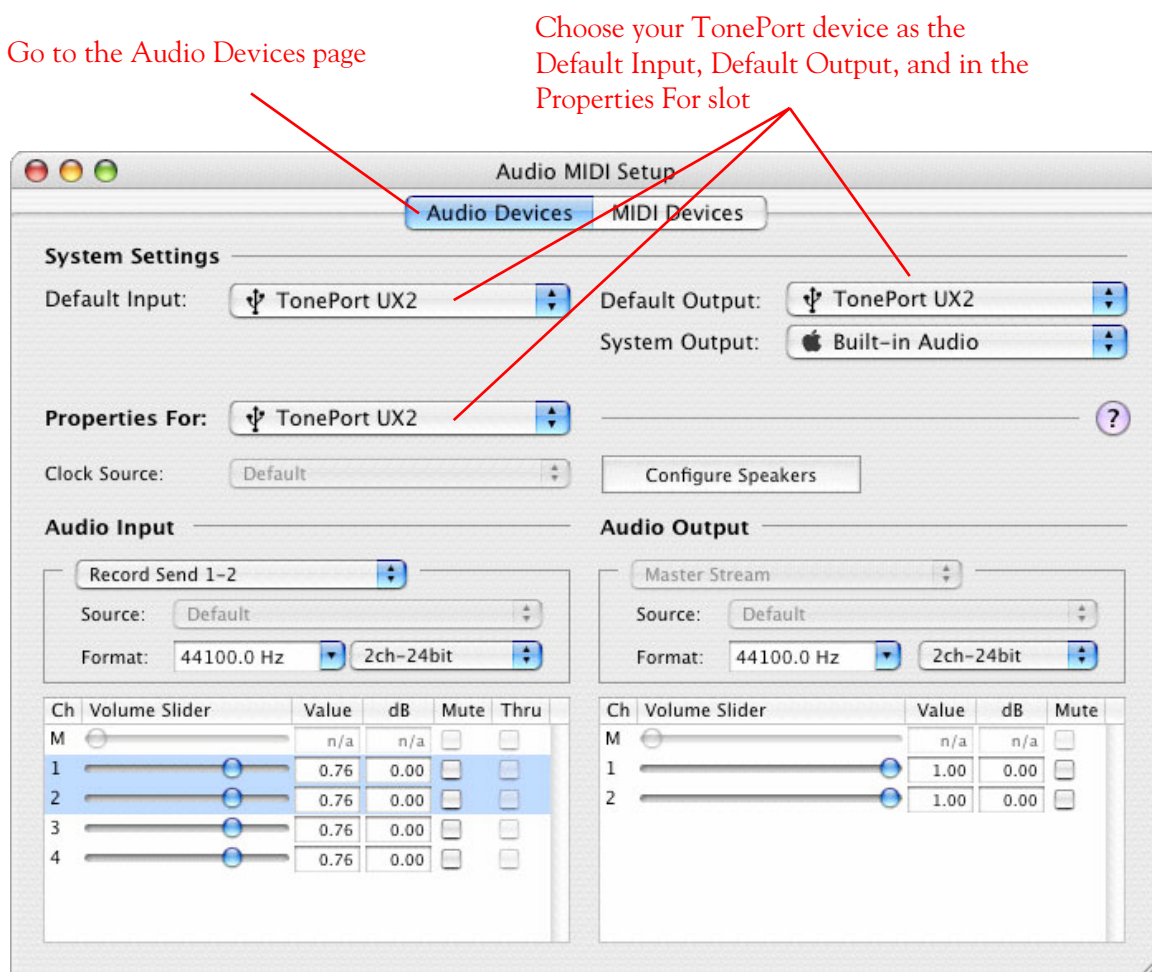 Go to the Audio Devices page
Choose your TonePort device as the
Default Input, Default Output, and in the
Properties For slot
Audio MIDI Setup
Audio Devices MIDI Devices
System Settings
Default Input: TonePort UX2
Default Output: TonePort UX2
System Output: Built-in Audio
Properties For: TonePort UX2
?
Clock Source: Default
Configure Speakers
Audio Input
Record Send 1-2
Source: Default
Format: 44100.0 Hz 2ch-24bit
Ch Volume Slider Value dB Mute Thru
M n/a n/a
1 0.76 0.00
2 0.76 0.00
3 0.76 0.00
4 0.76 0.00
Audio Output
Master Stream
Source: Default
Format: 44100.0 Hz 2ch-24bit
Ch Volume Slider Value dB Mute
M n/a n/a
1 1.00 0.00
2 1.00 0.00